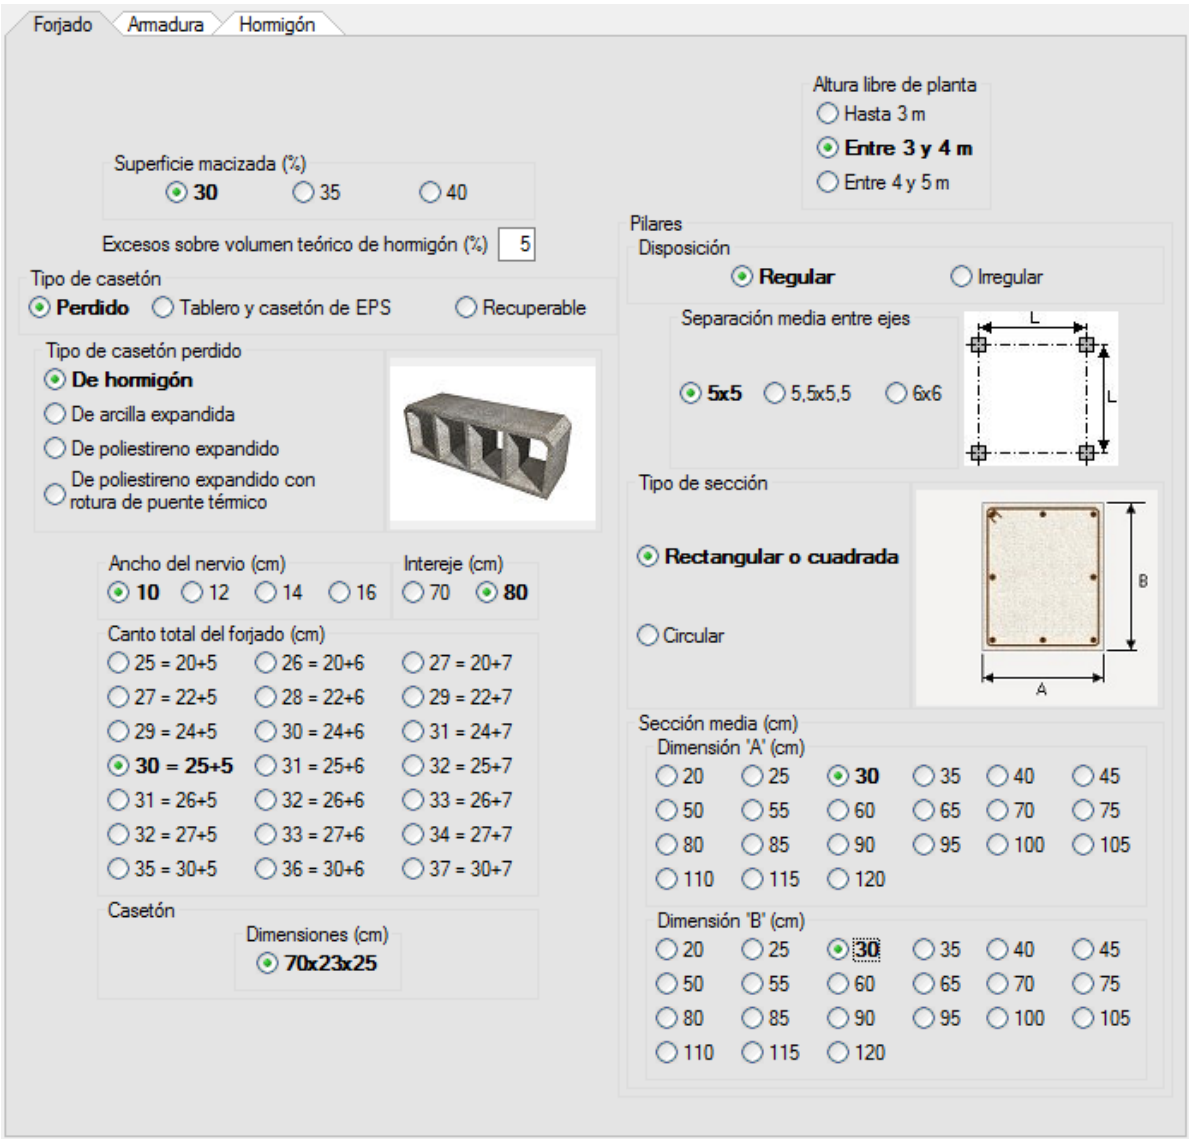 Forjado Armadura Hormigón
Altura libre de planta
Hasta 3 m
Entre 3 y 4 m
Entre 4 y 5 m
Superficie macizada (%)
30 35 40
Excesos sobre volumen teórico de hormigón (%) 5
Tipo de casetón
Perdido Tablero y casetón de EPS Recuperable
Tipo de casetón perdido
De hormigón
De arcilla expandida
De poliestireno expandido
De poliestireno expandido con
rotura de puente térmico
Ancho del nervio (cm)
10 12 14 16
Intereje (cm)
70 80
Canto total del forjado (cm)
25 = 20+5 26 = 20+6 27 = 20+7
27 = 22+5 28 = 22+6 29 = 22+7
29 = 24+5 30 = 24+6 31 = 24+7
30 = 25+5 31 = 25+6 32 = 25+7
31 = 26+5 32 = 26+6 33 = 26+7
32 = 27+5 33 = 27+6 34 = 27+7
35 = 30+5 36 = 30+6 37 = 30+7
Casetón
Dimensiones (cm)
70x23x25
Pilares
Disposición
Regular Irregular
Separación media entre ejes
5x5 5,5x5,5 6x6
L
L
Tipo de sección
Rectangular o cuadrada
Circular
B
A
Sección media (cm)
Dimensión 'A' (cm)
20 25 30 35 40 45
50 55 60 65 70 75
80 85 90 95 100 105
110 115 120
Dimensión 'B' (cm)
20 25 30 35 40 45
50 55 60 65 70 75
80 85 90 95 100 105
110 115 120